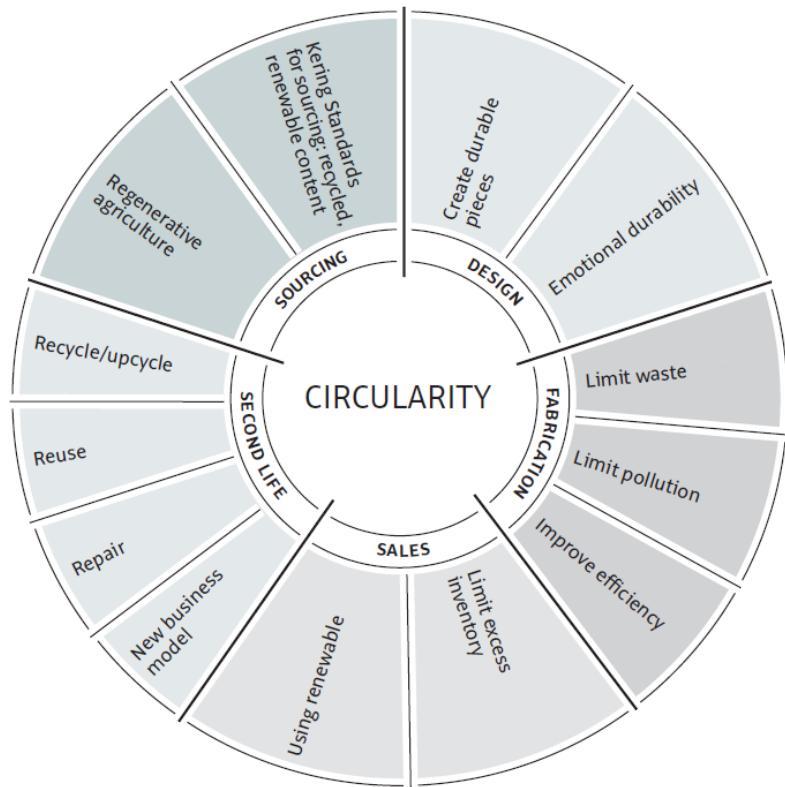 CIRCULARITY
DESIGN
Create durable
pieces
Emotional durability
FABRICATION
Limit waste
Limit pollution
Improve efficiency
SALES
Limit excess
inventory
Using renewable
SECOND LIFE
New business
model
Repair
Reuse
Recycle/upcycle
SOURCING
Regenerative
agriculture
Kering Standards
for sourcing: recycled,
renewable content